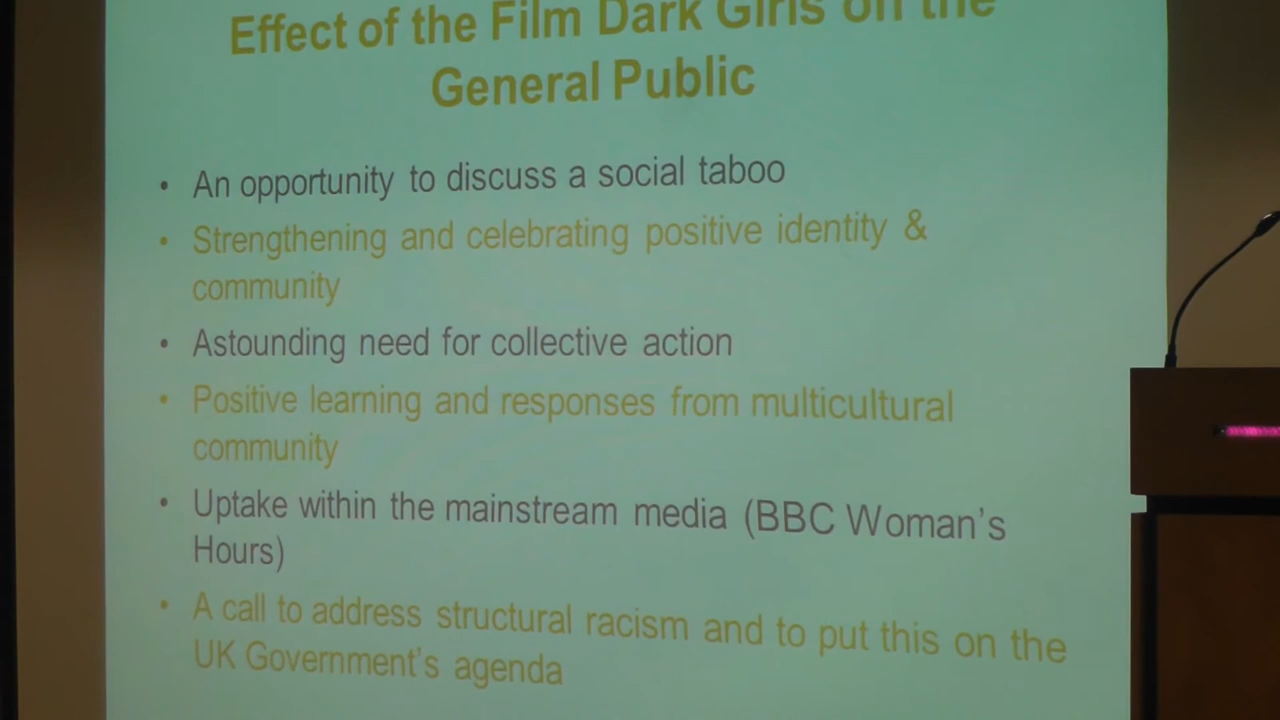 Effect of the Film Dark Girls on the
General Public
• An opportunity to discuss a social taboo
• Strengthening and celebrating positive identity &
community
• Astounding need for collective action
• Positive learning and responses from multicultural
community
• Uptake within the mainstream media (BBC Woman's
Hours)
• A call to address structural racism and to put this on the
UK Government's agenda